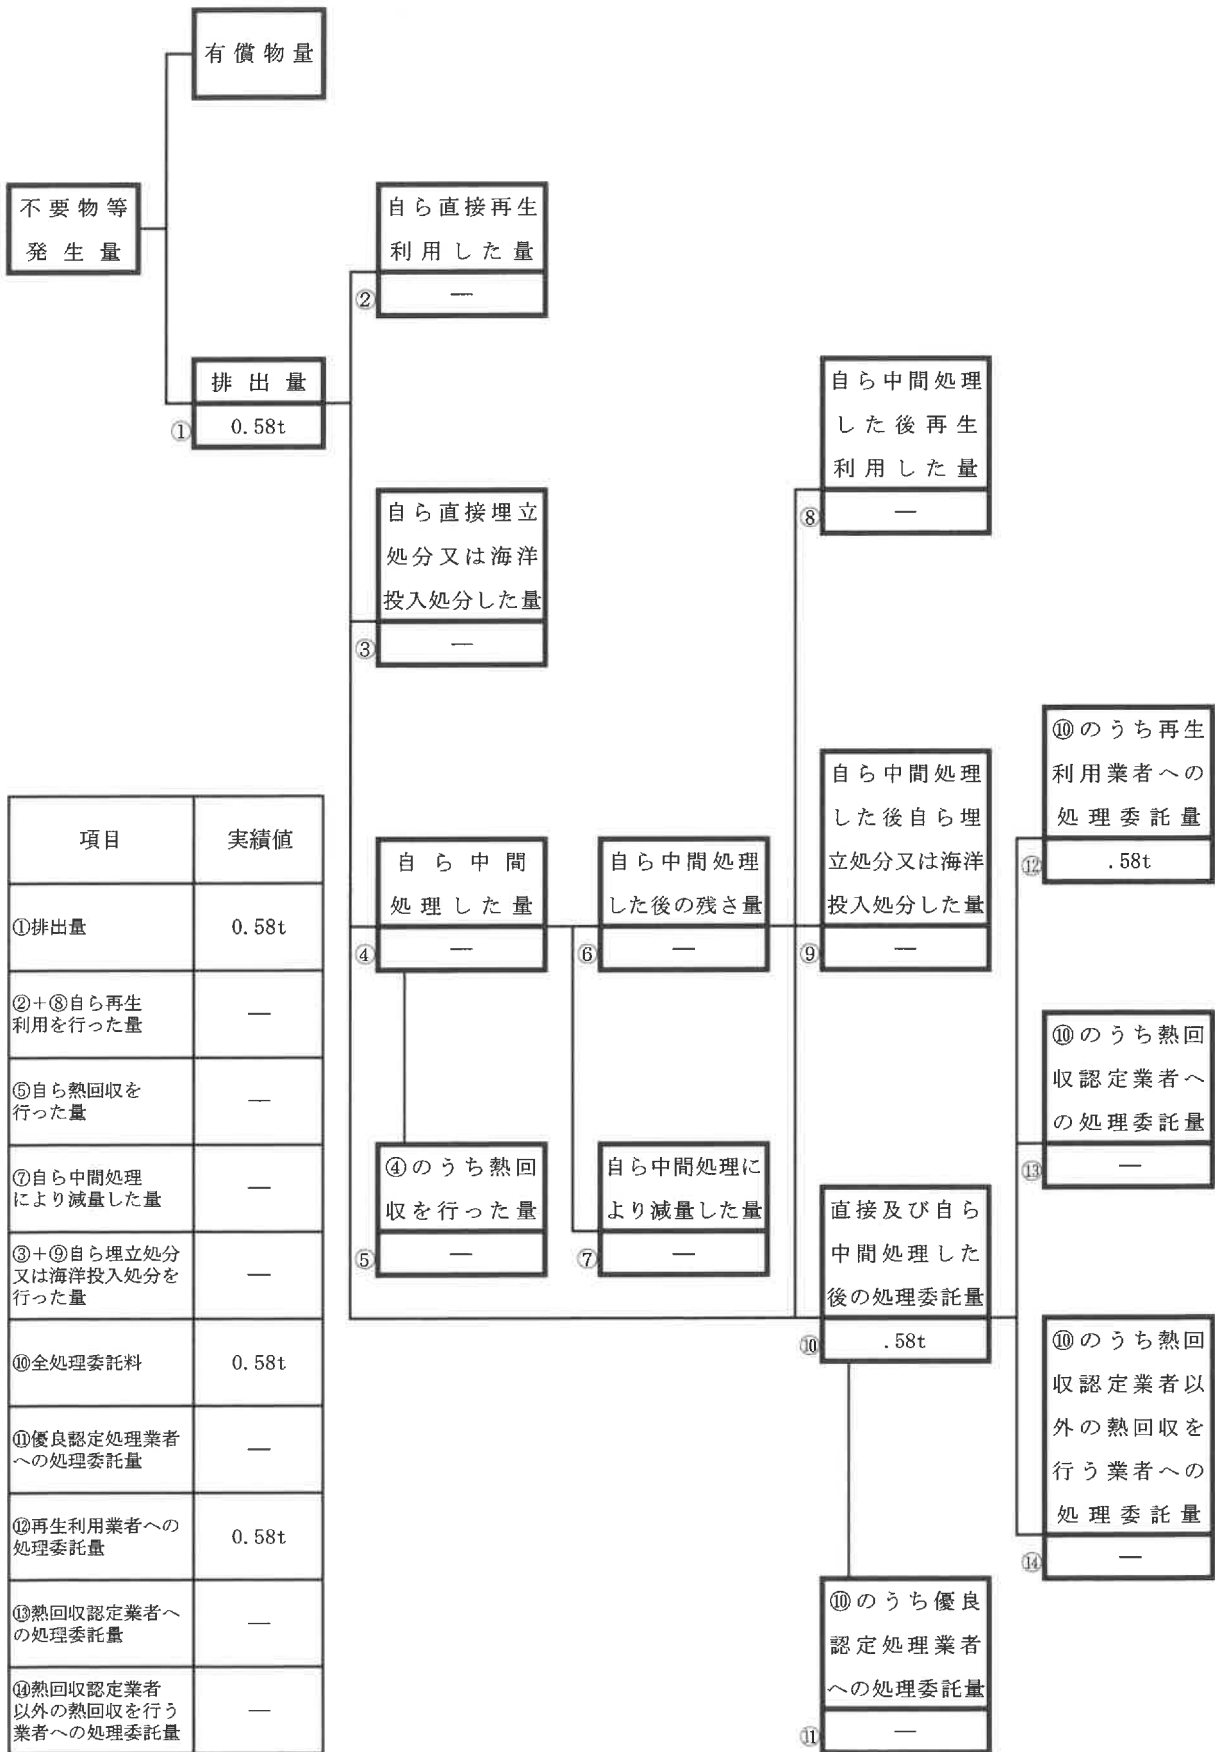 有償物量
不要物等
発生量
排出量
① 0.58t
自ら直接再生
利用した量
② ―
自ら直接埋立
処分又は海洋
投入処分した量
③ ―
自ら中間
処理した量
④ ―
④のうち熱回
収を行った量
⑤ ―
自ら中間処理
した後の残さ量
⑥ ―
自ら中間処理に
より減量した量
⑦ ―
自ら中間処理
した後再生
利用した量
⑧ ―
自ら中間処理
した後自ら埋
立処分又は海洋
投入処分した量
⑨ ―
直接及び自ら
中間処理した
後の処理委託量
⑩ .58t
⑩のうち優良
認定処理業者
への処理委託量
⑪ ―
⑩のうち再生
利用業者への
処理委託量
⑫ .58t
⑩のうち熱回
収認定業者へ
の処理委託量
⑬ ―
⑩のうち熱回
収認定業者以
外の熱回収を
行う業者への
処理委託量
⑭ ―
項目 実績値
①排出量 0.58t
②+⑧自ら再生
利用を行った量 ―
⑤自ら熱回収を
行った量 ―
⑦自ら中間処理
により減量した量 ―
③+⑨自ら埋立処分
又は海洋投入処分を
行った量 ―
⑩全処理委託料 0.58t
⑪優良認定処理業者
への処理委託量 ―
⑫再生利用業者への
処理委託量 0.58t
⑬熱回収認定業者へ
の処理委託量 ―
⑭熱回収認定業者
以外の熱回収を行う
業者への処理委託量 ―